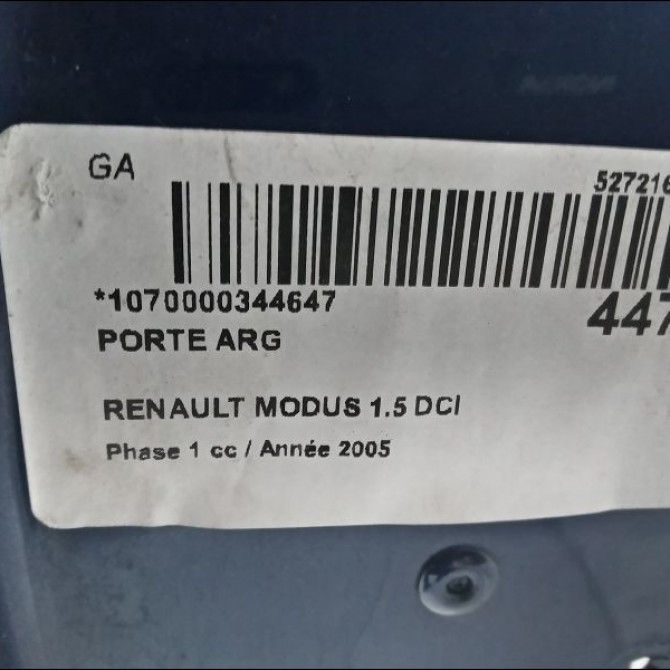 GA
527216
*1070000344647
447
PORTE ARG
RENAULT MODUS 1.5 DCI
Phase 1 cc / Année 2005